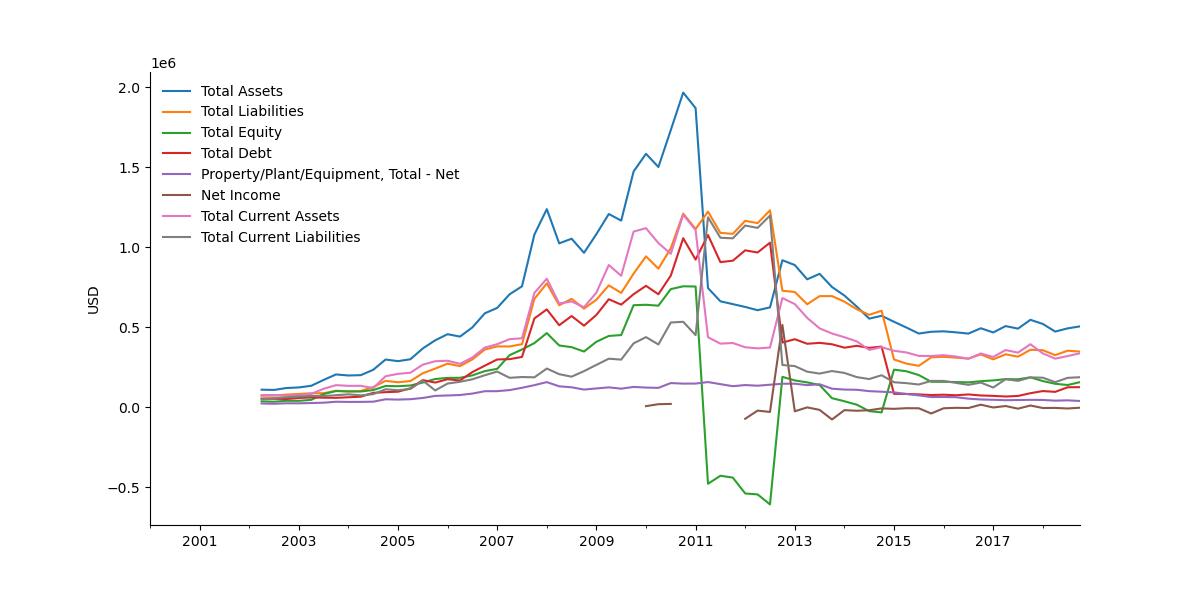 1e6
2.0
1.5
1.0
0.5
0.0
−0.5
USD
Total Assets
Total Liabilities
Total Equity
Total Debt
Property/Plant/Equipment, Total - Net
Net Income
Total Current Assets
Total Current Liabilities
2001 2003 2005 2007 2009 2011 2013 2015 2017